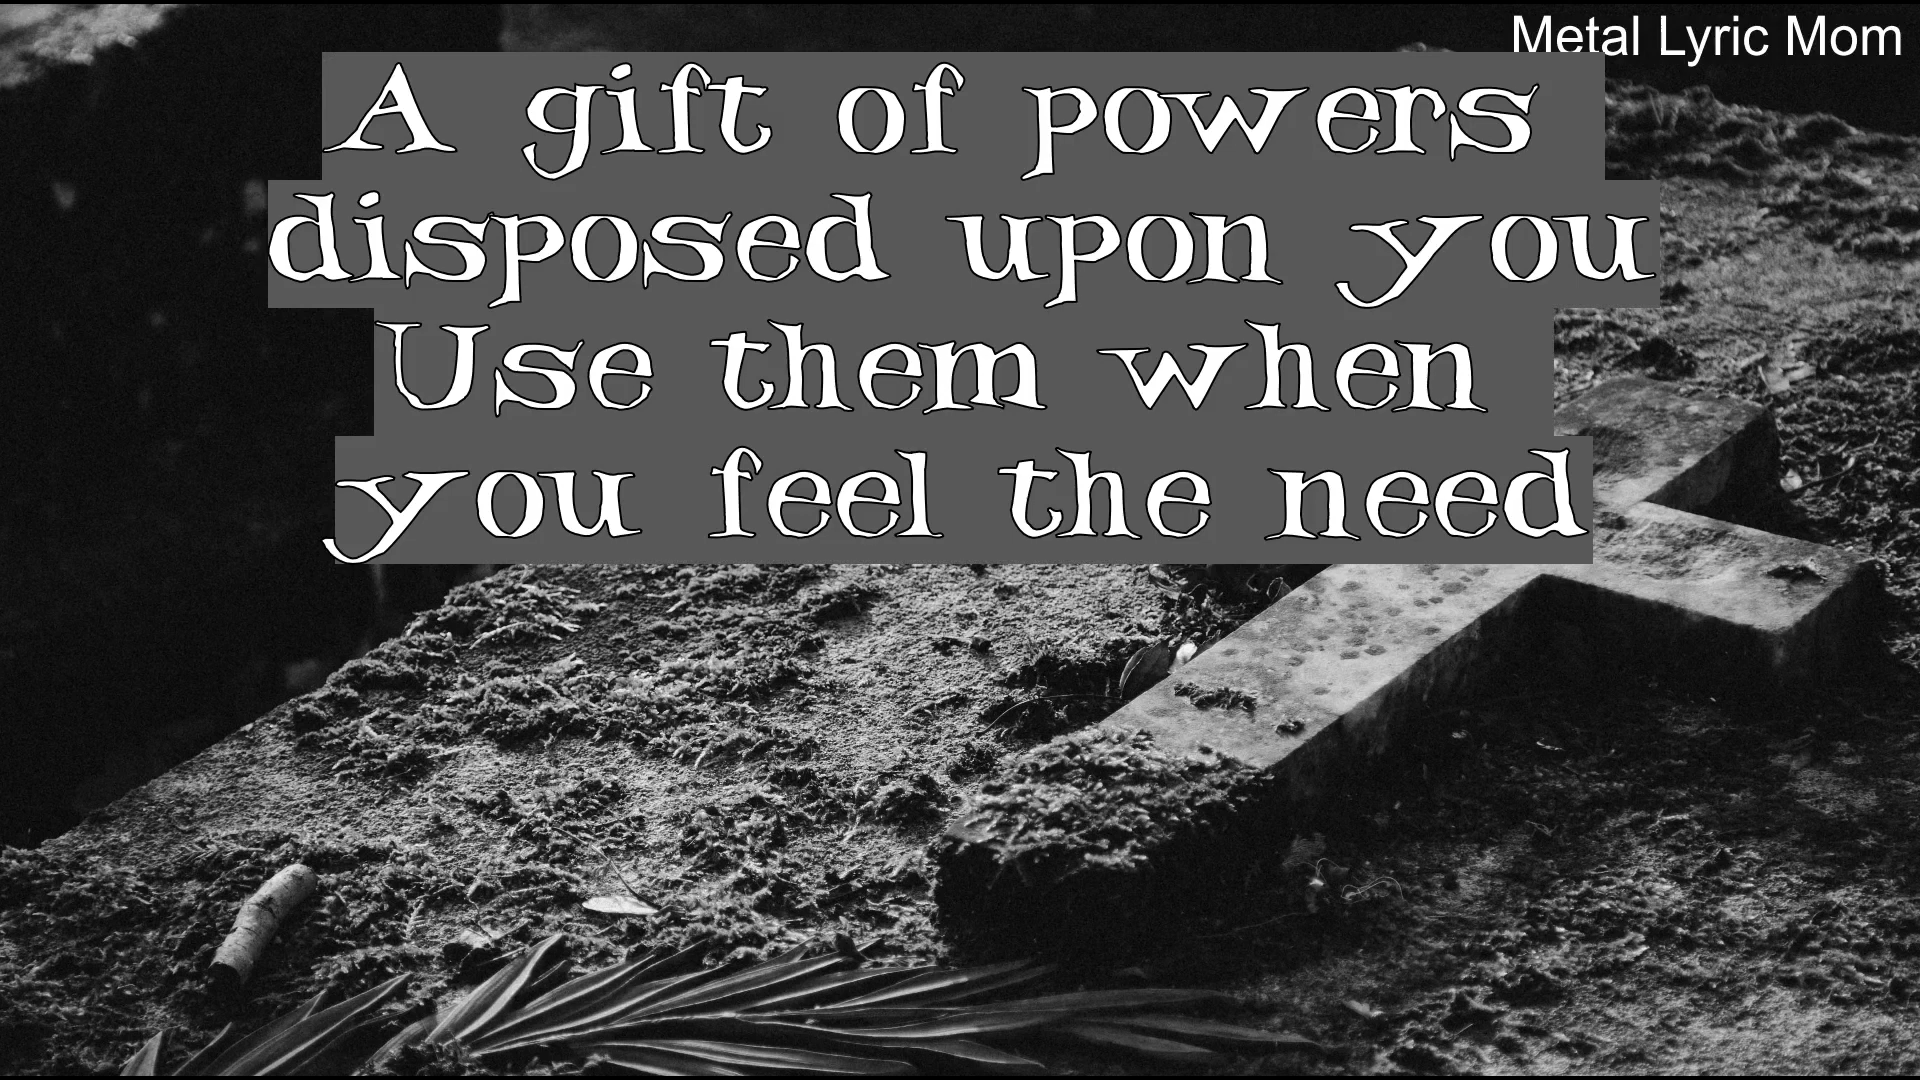 Metal Lyric Mom
A gift of powers
disposed upon you
Use them when
you feel the need